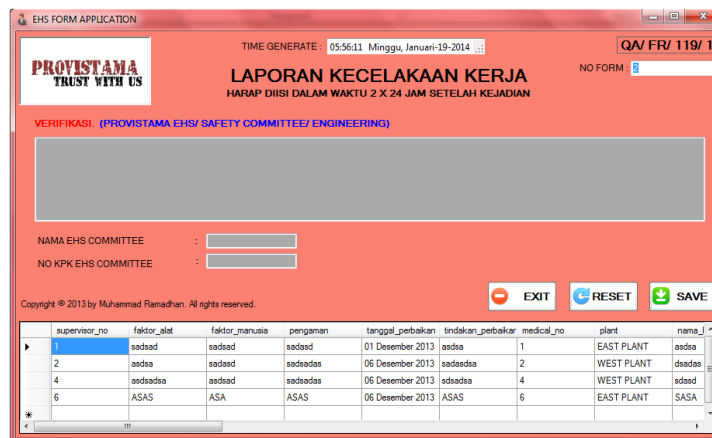 EHS FORM APPLICATION
PROVISTAMA
TRUST WITH US
TIME GENERATE : 05:56:11 Minggu, Januari-19-2014
QA/ FR/ 119/ 1
LAPORAN KECELAKAAN KERJA
NO FORM : 2
HARAP DIISI DALAM WAKTU 2 X 24 JAM SETELAH KEJADIAN
VERIFIKASI. (PROVISTAMA EHS/ SAFETY COMMITTEE/ ENGINEERING)
NAMA EHS COMMITTEE :
NO KPK EHS COMMITTEE :
EXIT RESET SAVE
Copyright © 2013 by Muhammad Ramadhan. All rights reserved.
supervisor_no faktor_alat faktor_manusia pengaman tanggal_perbaikan tindakan_perbaikar medical_no plant nama_l
1 sadsad sadsad sadasd 01 Desember 2013 asdsa 1 EAST PLANT asdsa
2 asdsa sadsad sadsadas 06 Desember 2013 sadasdsa 2 WEST PLANT dsadas
4 asdsadsa asdsad sadsadas 06 Desember 2013 sdsadsa 4 WEST PLANT sdasd
6 ASAS ASA ASAS 06 Desember 2013 ASAS 6 EAST PLANT SASA